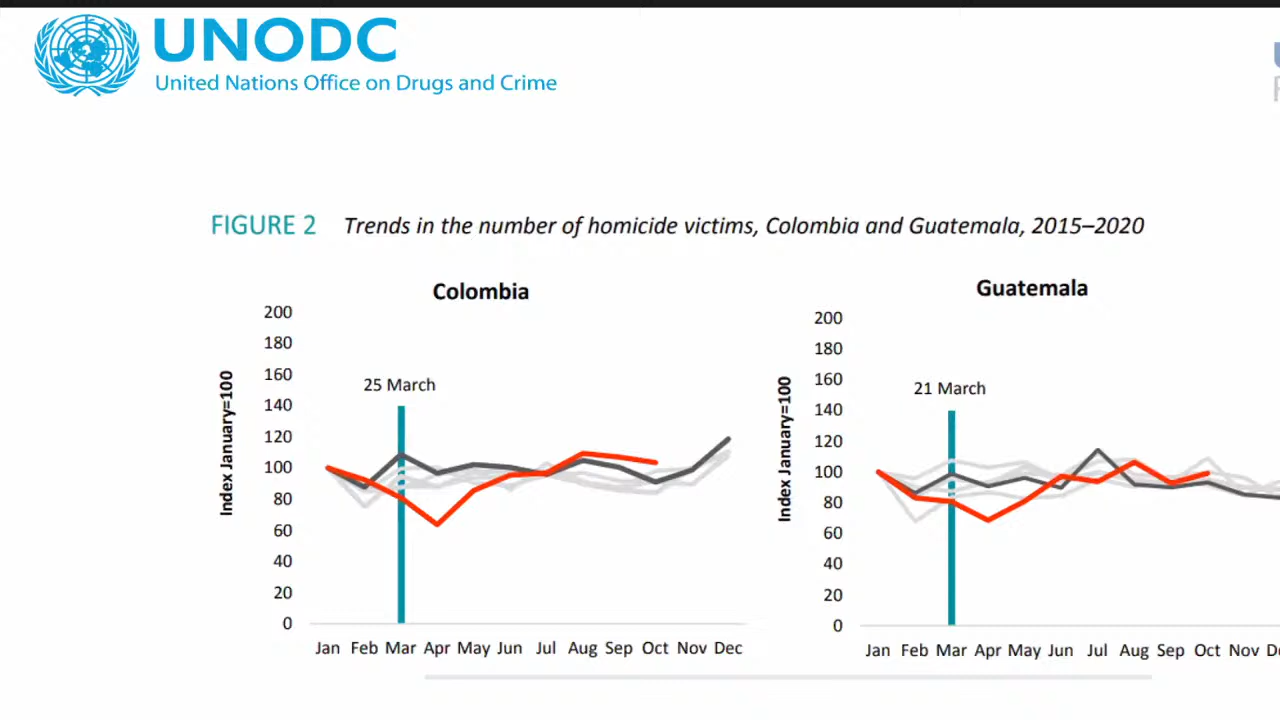 UNODC
United Nations Office on Drugs and Crime
FIGURE 2 Trends in the number of homicide victims, Colombia and Guatemala, 2015–2020
Colombia
200
180
160
140
120
100
80
60
40
20
0
Index January=100
25 March
Jan Feb Mar Apr May Jun Jul Aug Sep Oct Nov Dec
Guatemala
200
180
160
140
120
100
80
60
40
20
0
Index January=100
21 March
Jan Feb Mar Apr May Jun Jul Aug Sep Oct Nov